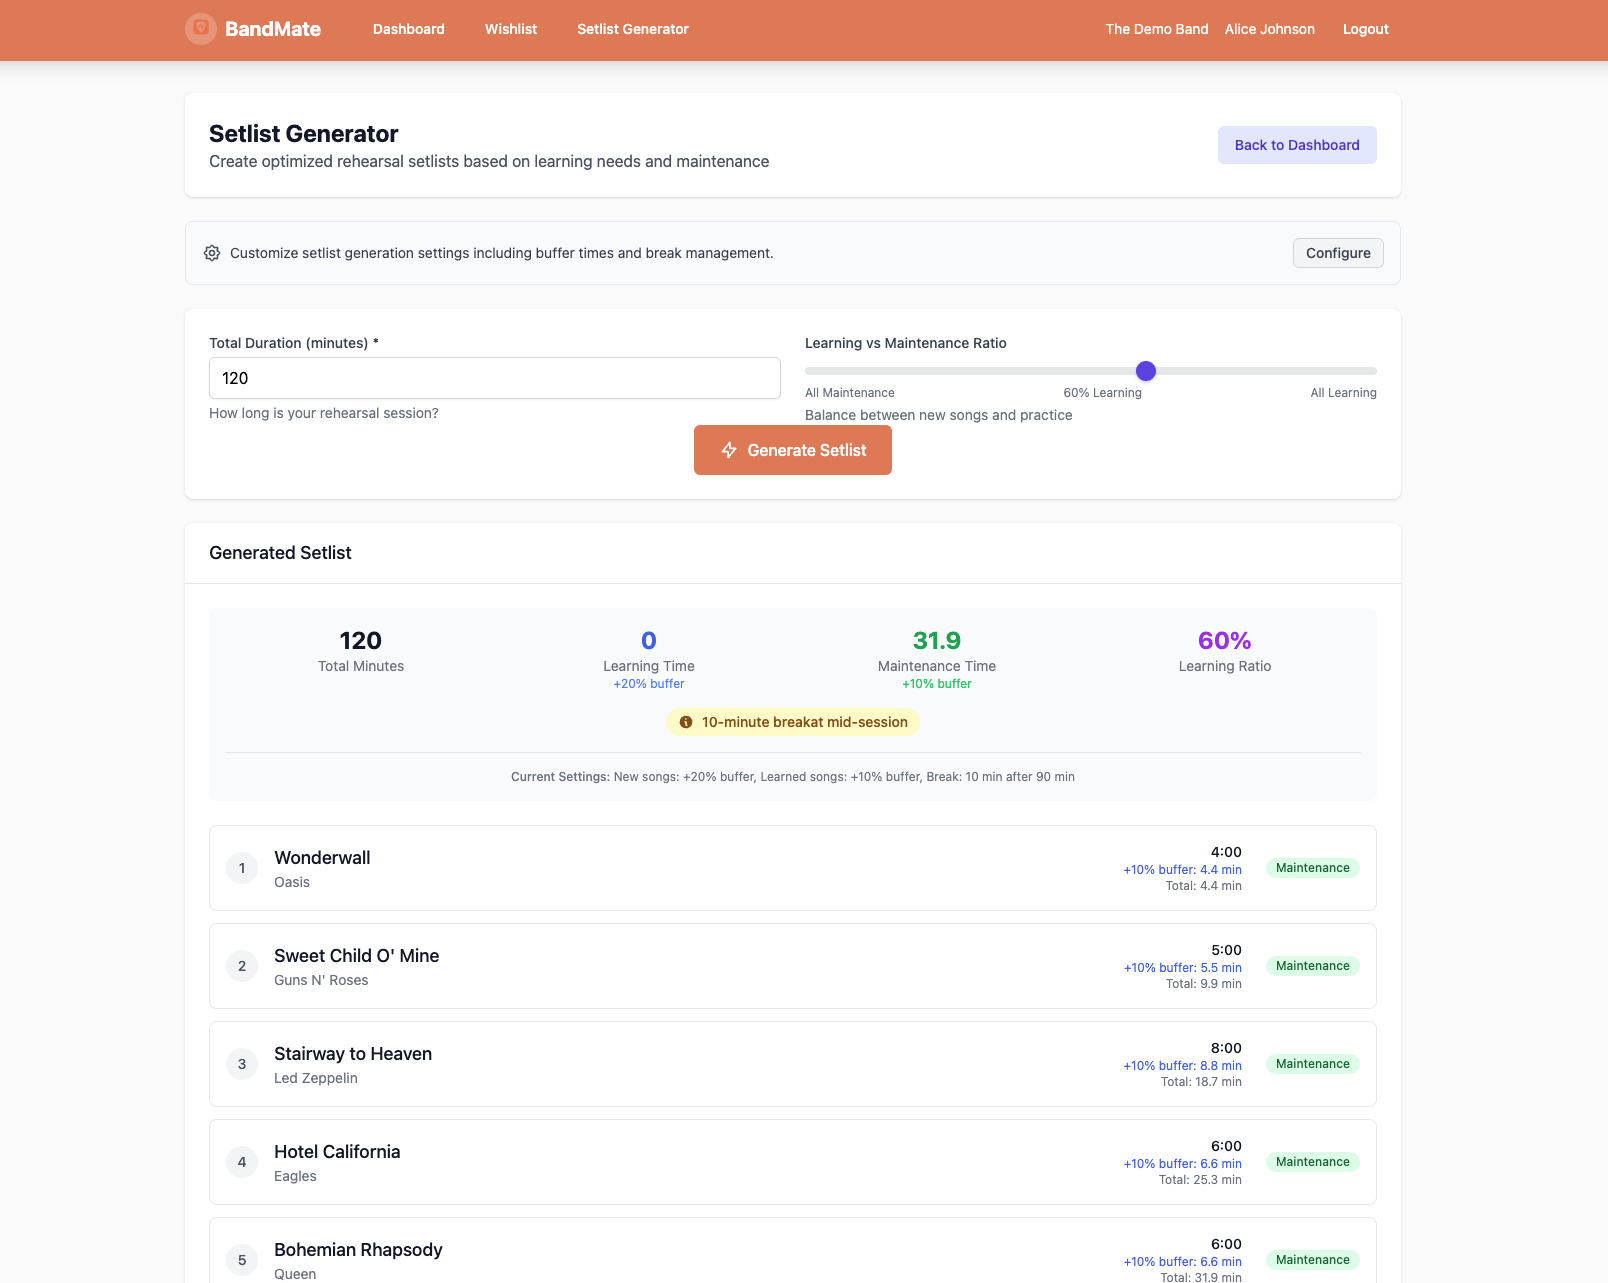 BandMate
Dashboard
Wishlist
Setlist Generator
The Demo Band
Alice Johnson
Logout
Setlist Generator
Create optimized rehearsal setlists based on learning needs and maintenance
Back to Dashboard
Customize setlist generation settings including buffer times and break management.
Configure
Total Duration (minutes) *
120
How long is your rehearsal session?
Learning vs Maintenance Ratio
All Maintenance
60% Learning
All Learning
Balance between new songs and practice
Generate Setlist
Generated Setlist
120
Total Minutes
0
Learning Time
+20% buffer
31.9
Maintenance Time
+10% buffer
60%
Learning Ratio
10-minute breakat mid-session
Current Settings: New songs: +20% buffer, Learned songs: +10% buffer, Break: 10 min after 90 min
1
Wonderwall
Oasis
4:00
+10% buffer: 4.4 min
Total: 4.4 min
Maintenance
2
Sweet Child O' Mine
Guns N' Roses
5:00
+10% buffer: 5.5 min
Total: 9.9 min
Maintenance
3
Stairway to Heaven
Led Zeppelin
8:00
+10% buffer: 8.8 min
Total: 18.7 min
Maintenance
4
Hotel California
Eagles
6:00
+10% buffer: 6.6 min
Total: 25.3 min
Maintenance
5
Bohemian Rhapsody
Queen
6:00
+10% buffer: 6.6 min
Total: 31.9 min
Maintenance